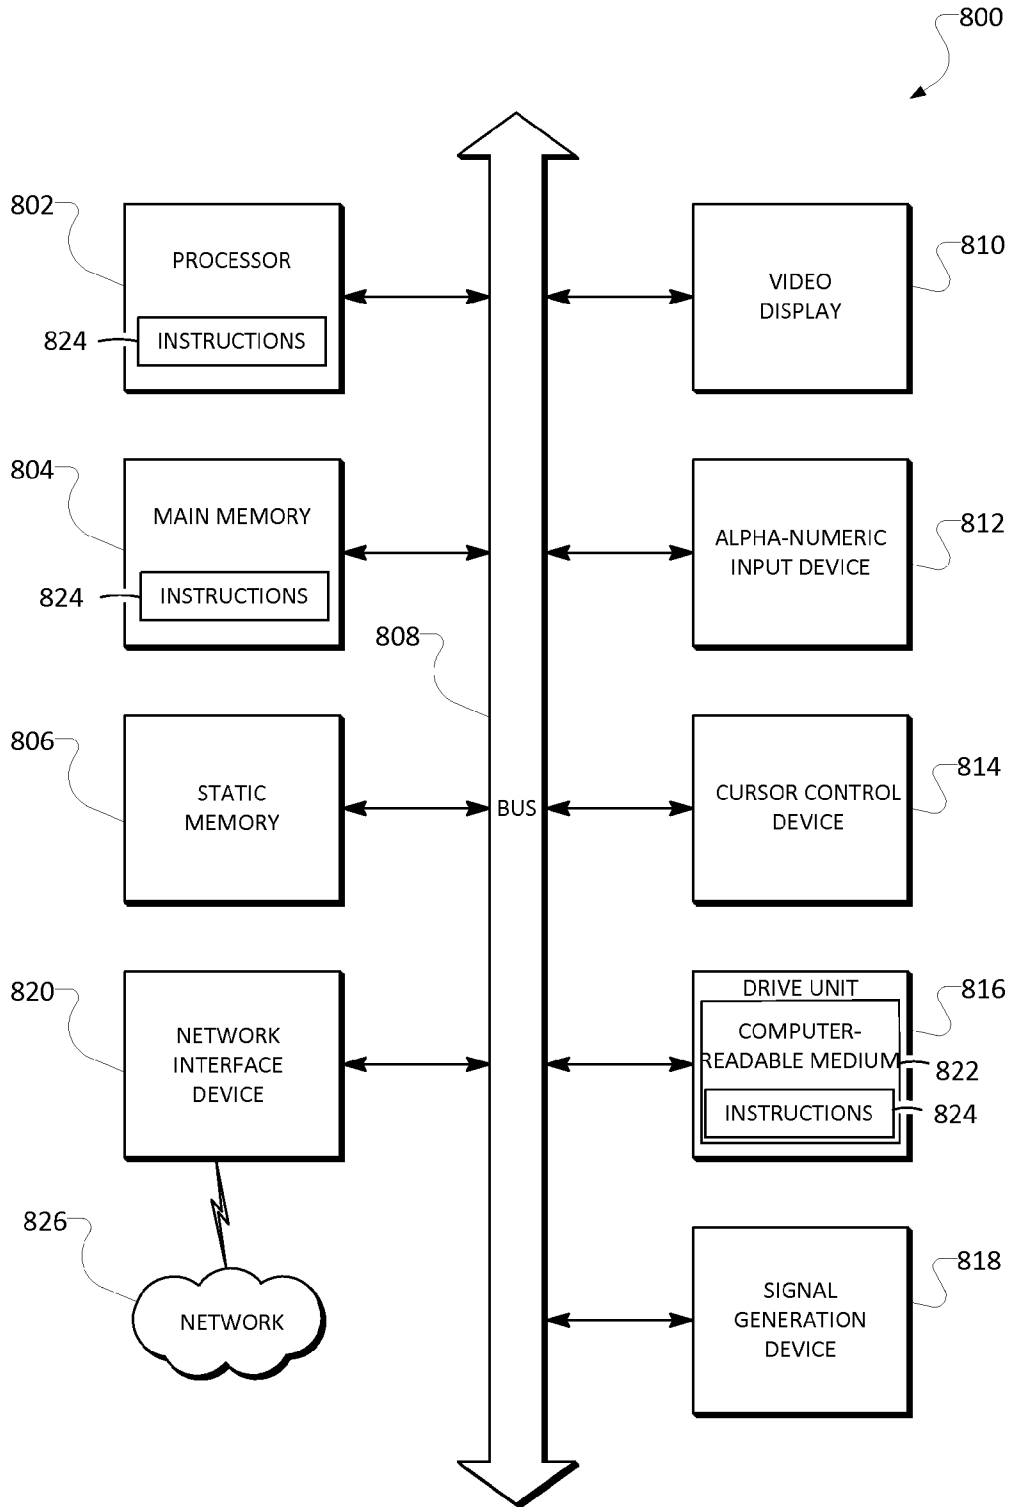 800
802
PROCESSOR
824
INSTRUCTIONS
810
VIDEO
DISPLAY
804
MAIN MEMORY
824
INSTRUCTIONS
812
ALPHA-NUMERIC
INPUT DEVICE
808
806
STATIC
MEMORY
BUS
814
CURSOR CONTROL
DEVICE
820
NETWORK
INTERFACE
DEVICE
816
DRIVE UNIT
COMPUTER-
READABLE MEDIUM
822
INSTRUCTIONS
824
826
NETWORK
818
SIGNAL
GENERATION
DEVICE